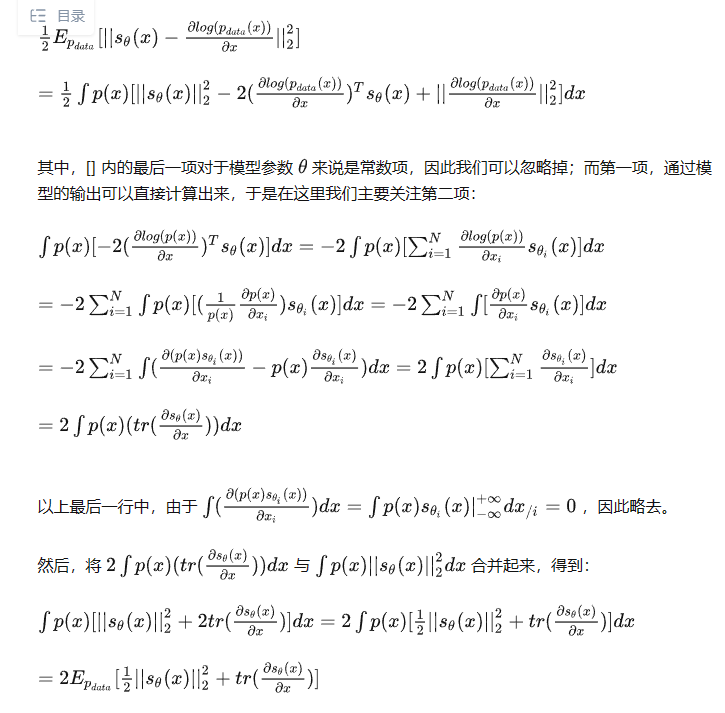 目录
$\frac{1}{2}E_{p_{data}}[||s_\theta(x) - \frac{\partial log(p_{data}(x))}{\partial x}||_2^2]$
$= \frac{1}{2}\int p(x)[||s_\theta(x)||_2^2 - 2(\frac{\partial log(p_{data}(x))}{\partial x})^T s_\theta(x) + ||\frac{\partial log(p_{data}(x))}{\partial x}||_2^2]dx$
其中，[] 内的最后一项对于模型参数 $\theta$ 来说是常数项，因此我们可以忽略掉；而第一项，通过模
型的输出可以直接计算出来，于是在这里我们主要关注第二项：
$\int p(x)[-2(\frac{\partial log(p(x))}{\partial x})^T s_\theta(x)]dx = -2\int p(x)[\sum_{i=1}^N \frac{\partial log(p(x))}{\partial x_i} s_{\theta_i}(x)]dx$
$= -2\sum_{i=1}^N \int p(x)[(\frac{1}{p(x)}\frac{\partial p(x)}{\partial x_i})s_{\theta_i}(x)]dx = -2\sum_{i=1}^N \int [\frac{\partial p(x)}{\partial x_i} s_{\theta_i}(x)]dx$
$= -2\sum_{i=1}^N \int (\frac{\partial (p(x)s_{\theta_i}(x))}{\partial x_i} - p(x)\frac{\partial s_{\theta_i}(x)}{\partial x_i})dx = 2\int p(x)[\sum_{i=1}^N \frac{\partial s_{\theta_i}(x)}{\partial x_i}]dx$
$= 2\int p(x)(tr(\frac{\partial s_\theta(x)}{\partial x}))dx$
以上最后一行中，由于 $\int (\frac{\partial (p(x)s_{\theta_i}(x))}{\partial x_i})dx = \int p(x)s_{\theta_i}(x)|_{-\infty}^{+\infty} dx_{/i} = 0$ ，因此略去。
然后，将 $2\int p(x)(tr(\frac{\partial s_\theta(x)}{\partial x}))dx$ 与 $\int p(x)||s_\theta(x)||_2^2 dx$ 合并起来，得到：
$\int p(x)[||s_\theta(x)||_2^2 + 2tr(\frac{\partial s_\theta(x)}{\partial x})]dx = 2\int p(x)[\frac{1}{2}||s_\theta(x)||_2^2 + tr(\frac{\partial s_\theta(x)}{\partial x})]dx$
$= 2E_{p_{data}}[\frac{1}{2}||s_\theta(x)||_2^2 + tr(\frac{\partial s_\theta(x)}{\partial x})]$